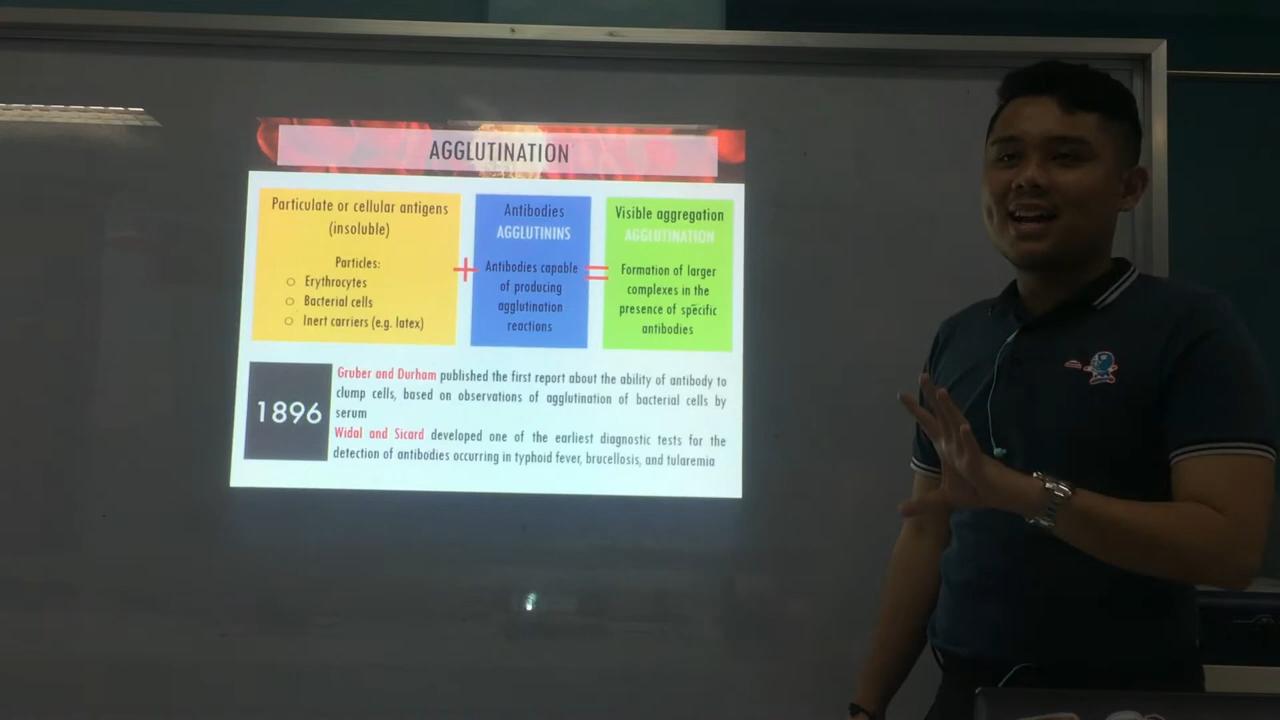 AGGLUTINATION
Particulate or cellular antigens
(insoluble)
Particles:
Erythrocytes
Bacterial cells
Inert carriers (e.g. latex)
+
Antibodies
AGGLUTININS
Antibodies capable
of producing
agglutination
reactions
=
Visible aggregation
AGGLUTINATION
Formation of larger
complexes in the
presence of specific
antibodies
1896
Gruber and Durham published the first report about the ability of antibody to
clump cells, based on observations of agglutination of bacterial cells by
serum
Widal and Sicard developed one of the earliest diagnostic tests for the
detection of antibodies occurring in typhoid fever, brucellosis, and tularemia